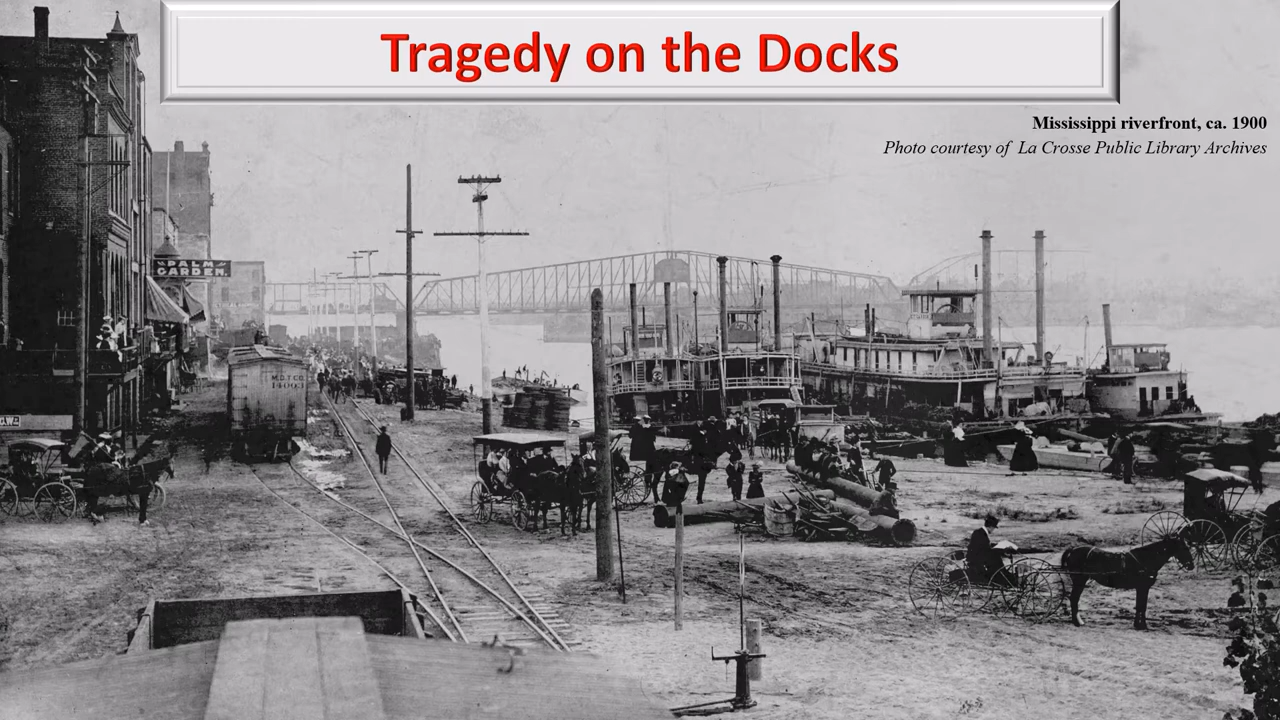 Tragedy on the Docks
Mississippi riverfront, ca. 1900
Photo courtesy of La Crosse Public Library Archives
PALM
GARDEN